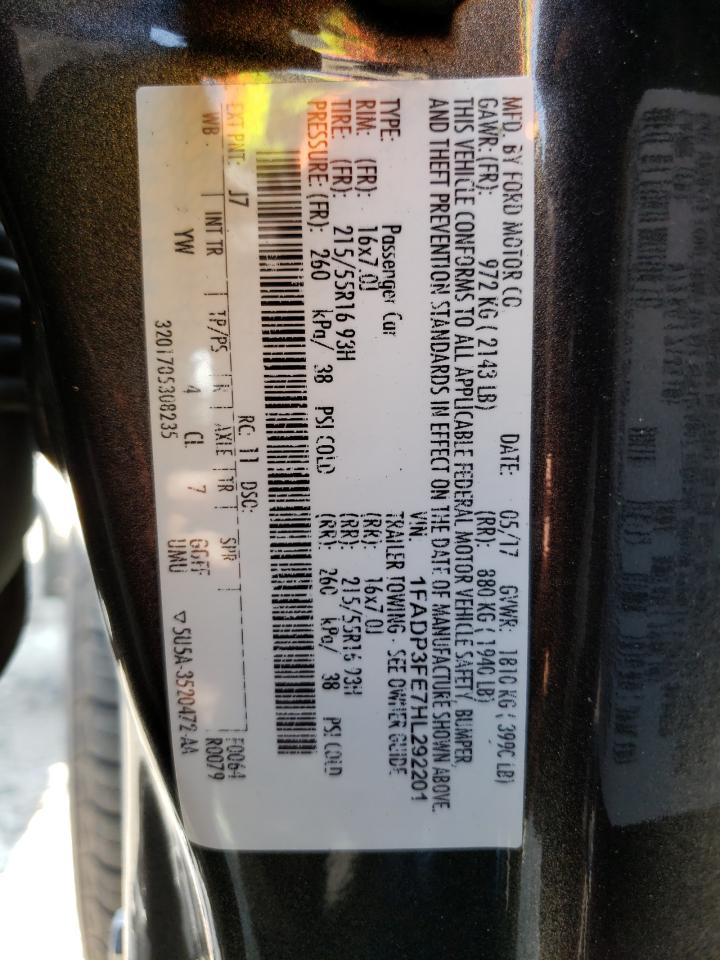 MFD. BY FORD MOTOR CO. DATE: 05/17 GVWR: 1810 KG ( 3990 LB)
GAWR: (FR): 972 KG ( 2143 LB) (RR): 880 KG ( 1940 LB)
THIS VEHICLE CONFORMS TO ALL APPLICABLE FEDERAL MOTOR VEHICLE SAFETY, BUMPER,
AND THEFT PREVENTION STANDARDS IN EFFECT ON THE DATE OF MANUFACTURE SHOWN ABOVE.
VIN 1FADP3FE7HL292201
TYPE: Passenger Car TRAILER TOWING - SEE OWNER GUIDE
RIM: (FR): 16x7.0J (RR): 16x7.0J
TIRE: (FR): 215/55R16 93H (RR): 215/55R16 93H
PRESSURE: (FR): 260 kPa/ 38 PSI COLD (RR): 260 kPa/ 38 PSI COLD
EXT PNT: J7 RC: 11 DSC:
WB INT TR TP/PS R AXLE TR SPR F0064
YW 4 CL 7 GGFF R0079
UMU
3201705308235 ▽ 5U5A-3520472-AA